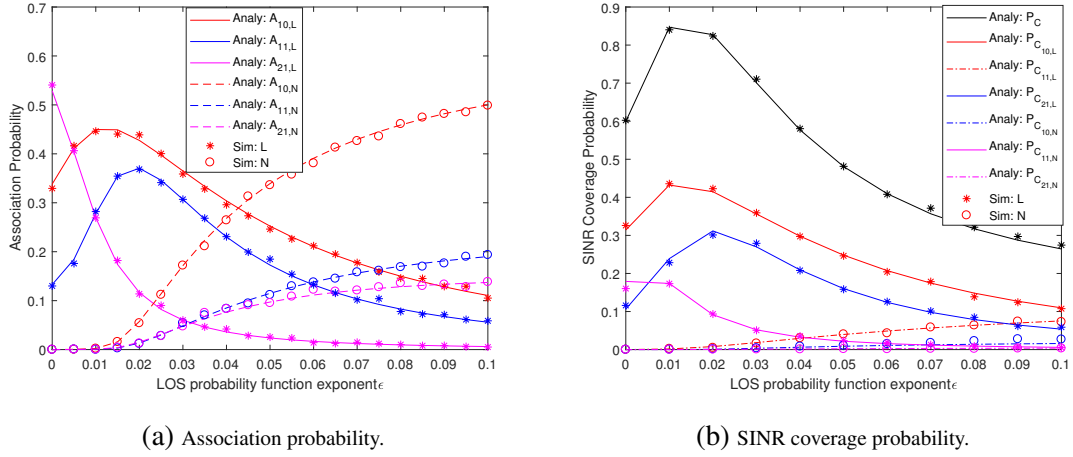 Analy: A10,L
Analy: A11,L
Analy: A21,L
Analy: A10,N
Analy: A11,N
Analy: A21,N
Sim: L
Sim: N
Association Probability
0.7
0.6
0.5
0.4
0.3
0.2
0.1
0
0 0.01 0.02 0.03 0.04 0.05 0.06 0.07 0.08 0.09 0.1
LOS probability function exponentϵ
(a) Association probability.
Analy: PC
Analy: PC10,L
Analy: PC11,L
Analy: PC21,L
Analy: PC10,N
Analy: PC11,N
Analy: PC21,N
Sim: L
Sim: N
SINR Coverage Probability
0.9
0.8
0.7
0.6
0.5
0.4
0.3
0.2
0.1
0
0 0.01 0.02 0.03 0.04 0.05 0.06 0.07 0.08 0.09 0.1
LOS probability function exponentϵ
(b) SINR coverage probability.